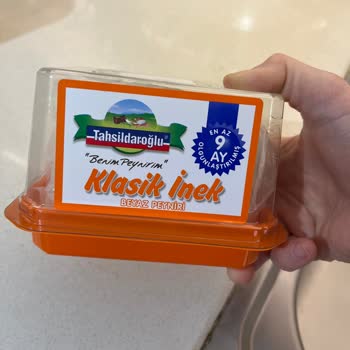 Tahsildaroğlu
"Benim Peynirim"
Klasik İnek
BEYAZ PEYNİRİ
EN AZ
9
AY
OLGUNLAŞTIRILMIŞ